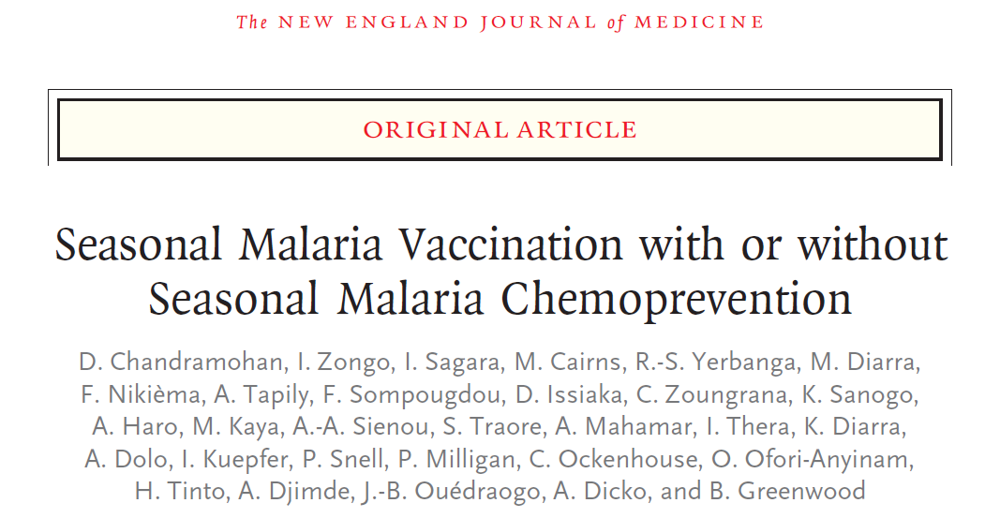 The NEW ENGLAND JOURNAL of MEDICINE
ORIGINAL ARTICLE
Seasonal Malaria Vaccination with or without
Seasonal Malaria Chemoprevention
D. Chandramohan, I. Zongo, I. Sagara, M. Cairns, R.-S. Yerbanga, M. Diarra,
F. Nikièma, A. Tapily, F. Sompougdou, D. Issiaka, C. Zoungrana, K. Sanogo,
A. Haro, M. Kaya, A.-A. Sienou, S. Traore, A. Mahamar, I. Thera, K. Diarra,
A. Dolo, I. Kuepfer, P. Snell, P. Milligan, C. Ockenhouse, O. Ofori-Anyinam,
H. Tinto, A. Djimde, J.-B. Ouédraogo, A. Dicko, and B. Greenwood